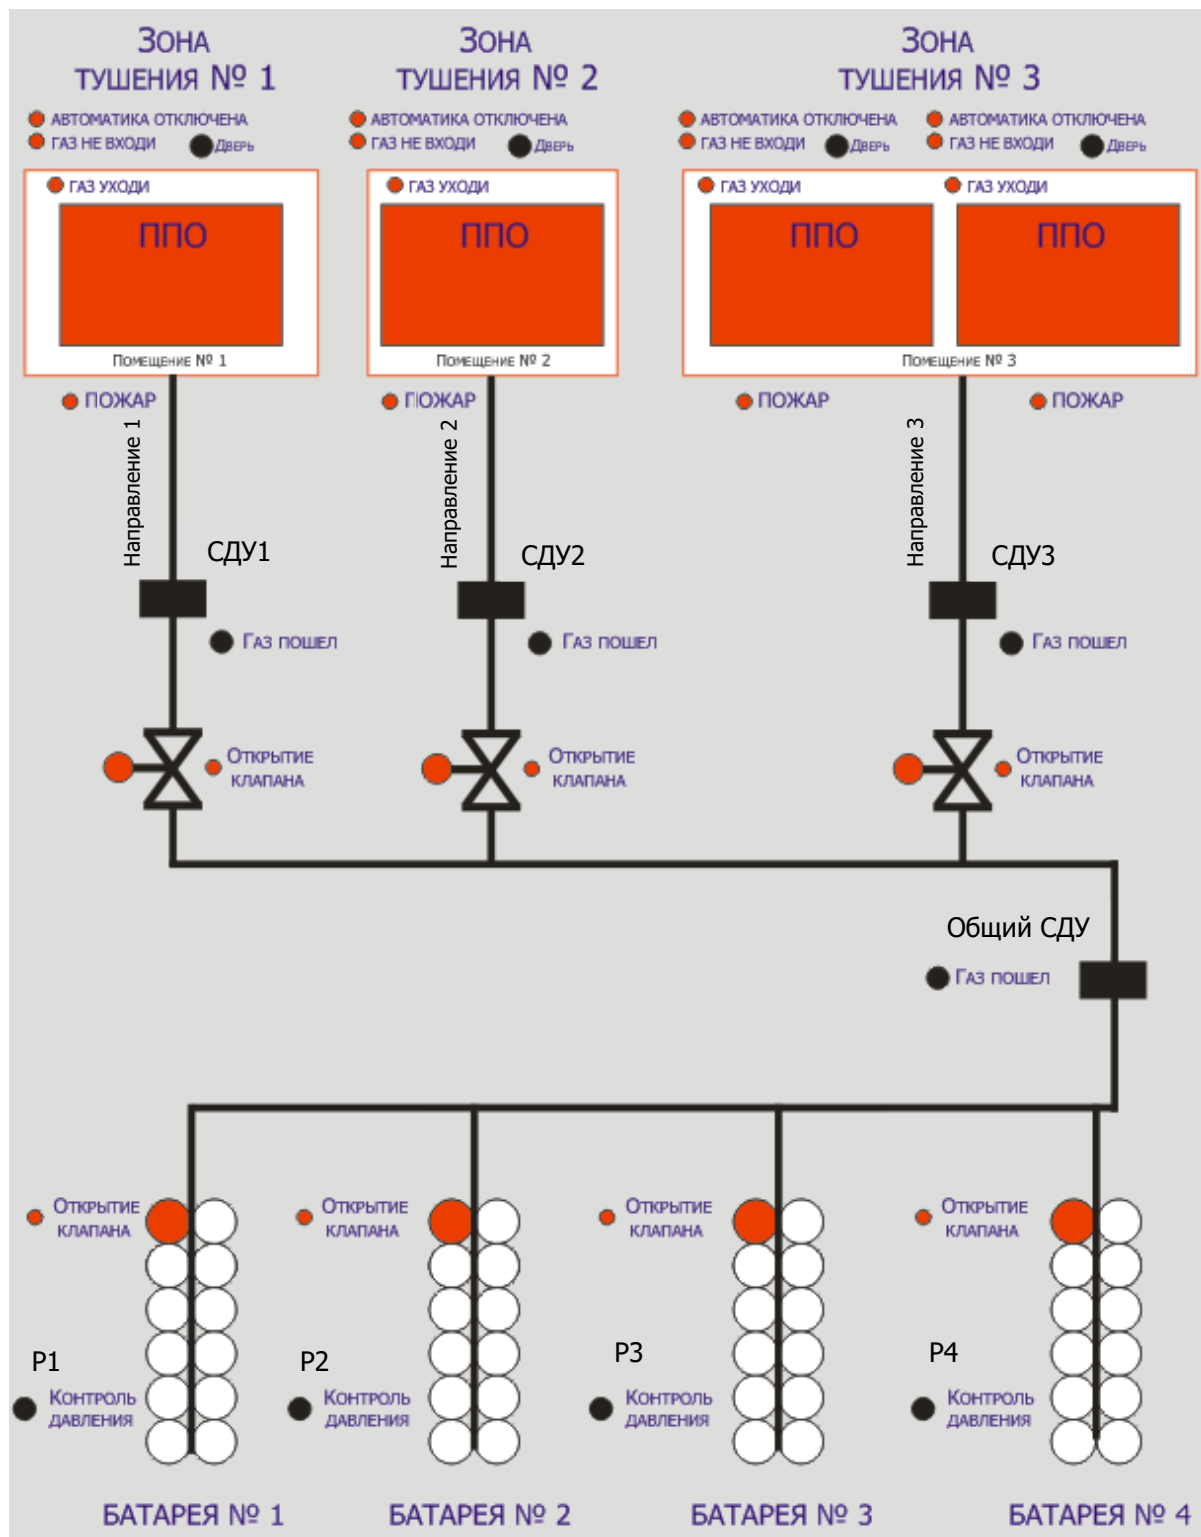 Зона тушения № 1
Зона тушения № 2
Зона тушения № 3
АВТОМАТИКА ОТКЛЮЧЕНА
ГАЗ НЕ ВХОДИ
Дверь
АВТОМАТИКА ОТКЛЮЧЕНА
ГАЗ НЕ ВХОДИ
Дверь
АВТОМАТИКА ОТКЛЮЧЕНА
ГАЗ НЕ ВХОДИ
Дверь
АВТОМАТИКА ОТКЛЮЧЕНА
ГАЗ НЕ ВХОДИ
Дверь
ГАЗ УХОДИ
ППО
Помещение № 1
ГАЗ УХОДИ
ППО
Помещение № 2
ГАЗ УХОДИ
ППО
ГАЗ УХОДИ
ППО
Помещение № 3
ПОЖАР
ПОЖАР
ПОЖАР
ПОЖАР
Направление 1
Направление 2
Направление 3
СДУ1
СДУ2
СДУ3
Газ пошел
Газ пошел
Газ пошел
Открытие
клапана
Открытие
клапана
Открытие
клапана
Общий СДУ
Газ пошел
Открытие
клапана
Открытие
клапана
Открытие
клапана
Открытие
клапана
Р1
Р2
Р3
Р4
Контроль
давления
Контроль
давления
Контроль
давления
Контроль
давления
БАТАРЕЯ № 1
БАТАРЕЯ № 2
БАТАРЕЯ № 3
БАТАРЕЯ № 4